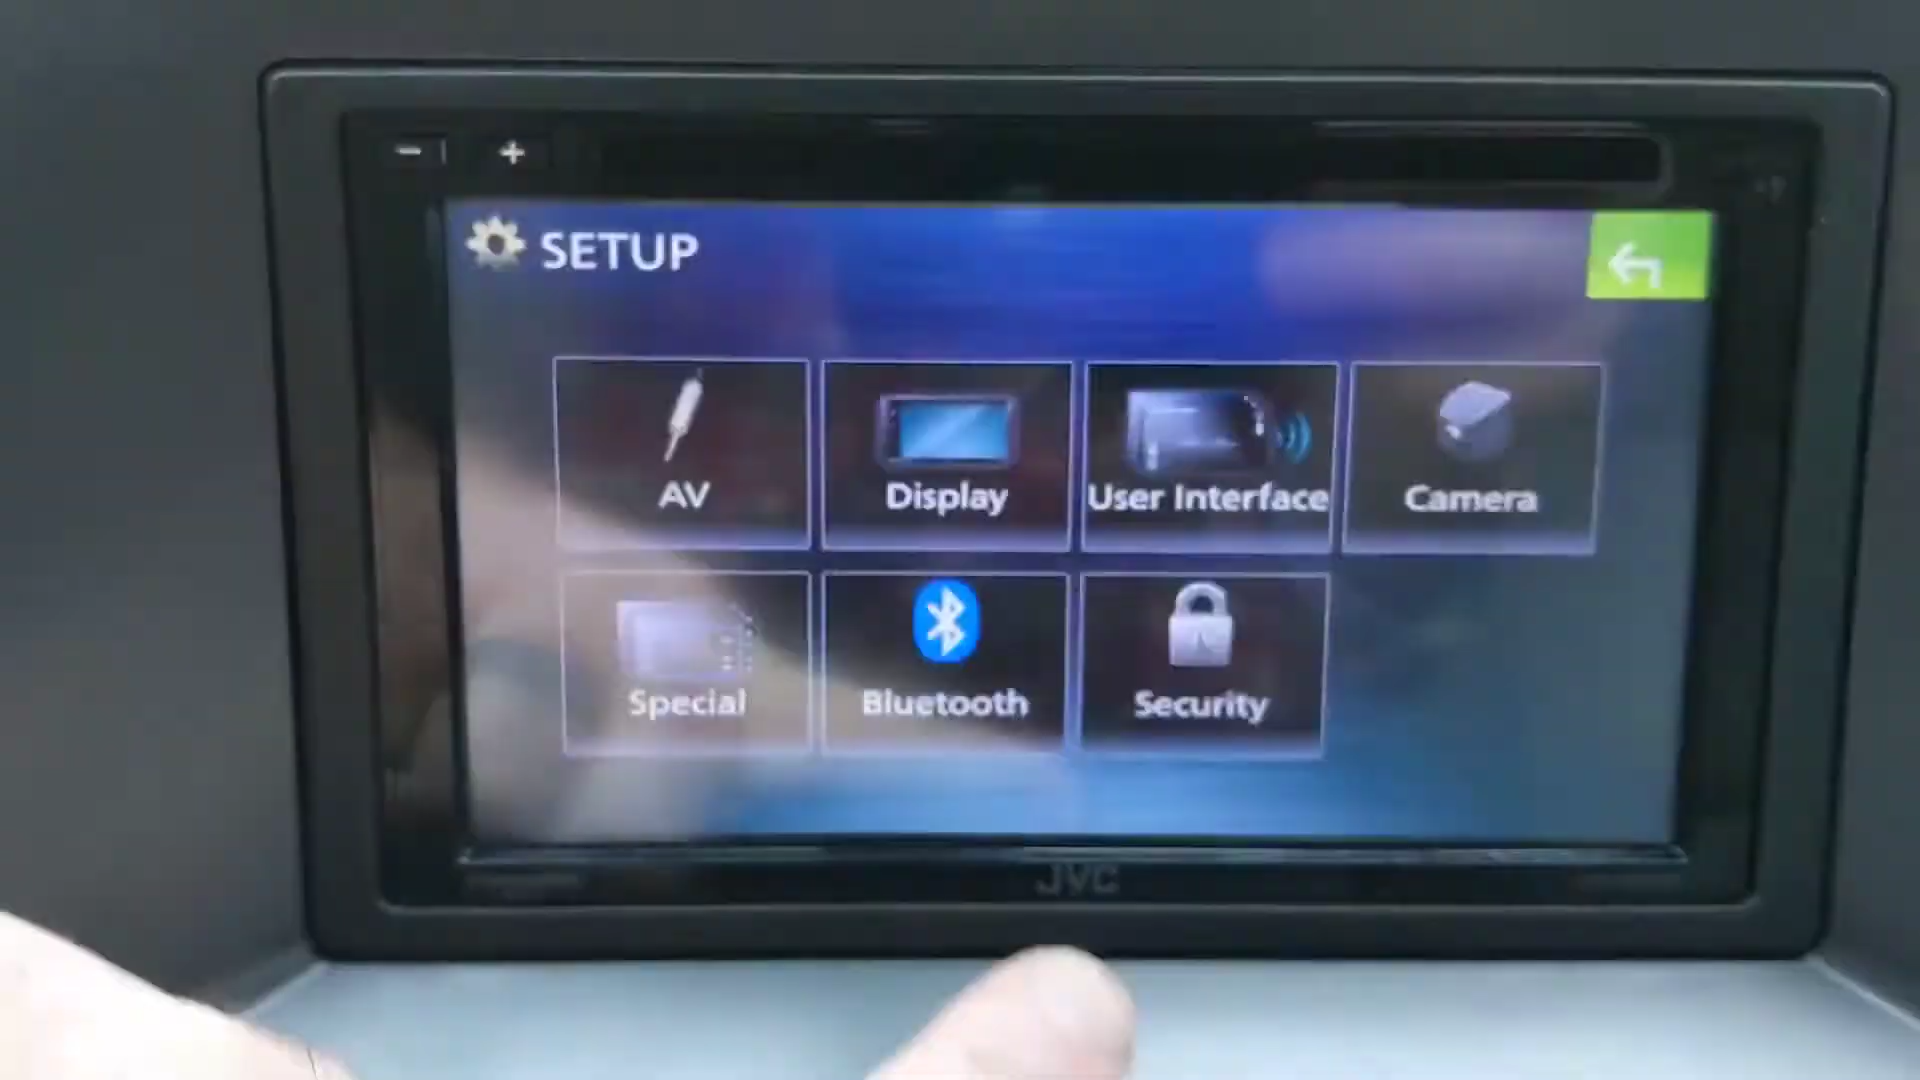 - +
SETUP
AV Display User Interface Camera
Special Bluetooth Security
JVC